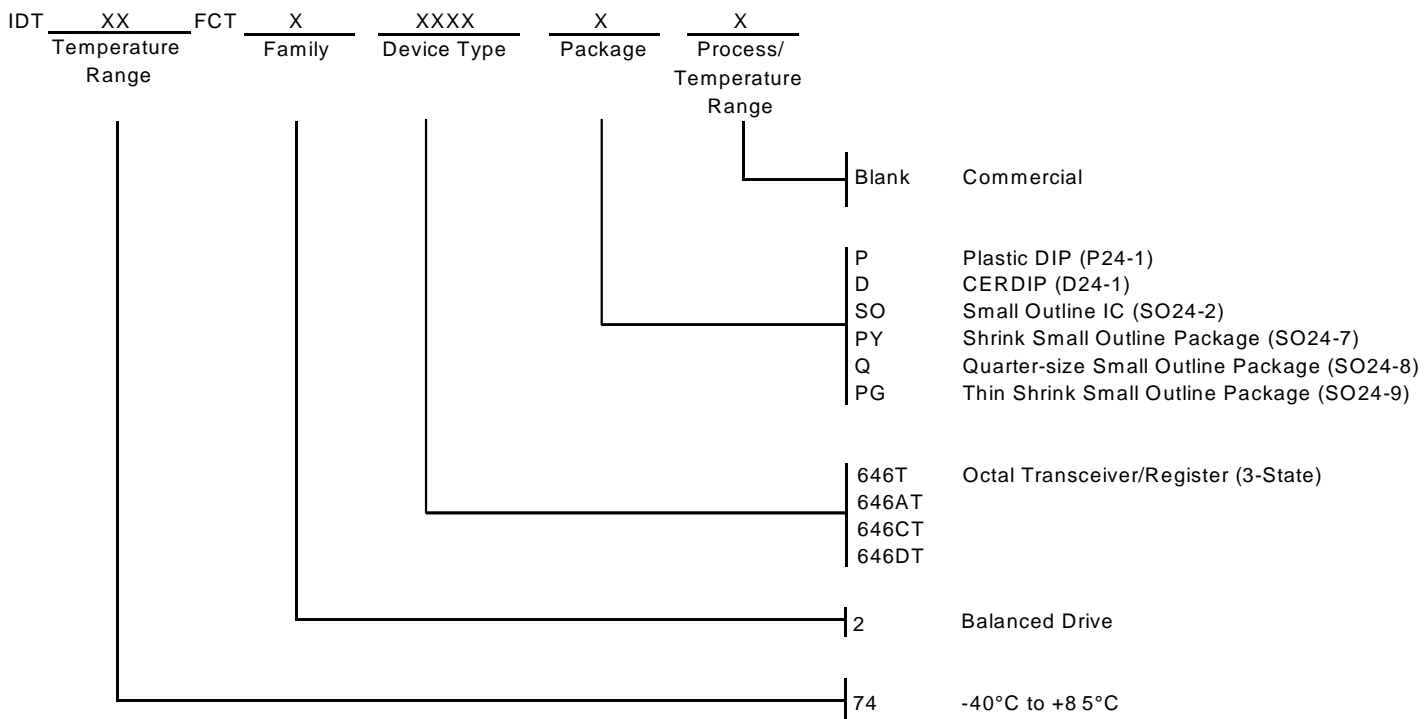 IDT XX FCT X XXXX X X
Temperature Range
Family
Device Type
Package
Process/ Temperature Range
Blank Commercial
P Plastic DIP (P24-1)
D CERDIP (D24-1)
SO Small Outline IC (SO24-2)
PY Shrink Small Outline Package (SO24-7)
Q Quarter-size Small Outline Package (SO24-8)
PG Thin Shrink Small Outline Package (SO24-9)
646T Octal Transceiver/Register (3-State)
646AT
646CT
646DT
2 Balanced Drive
74 -40°C to +8 5°C